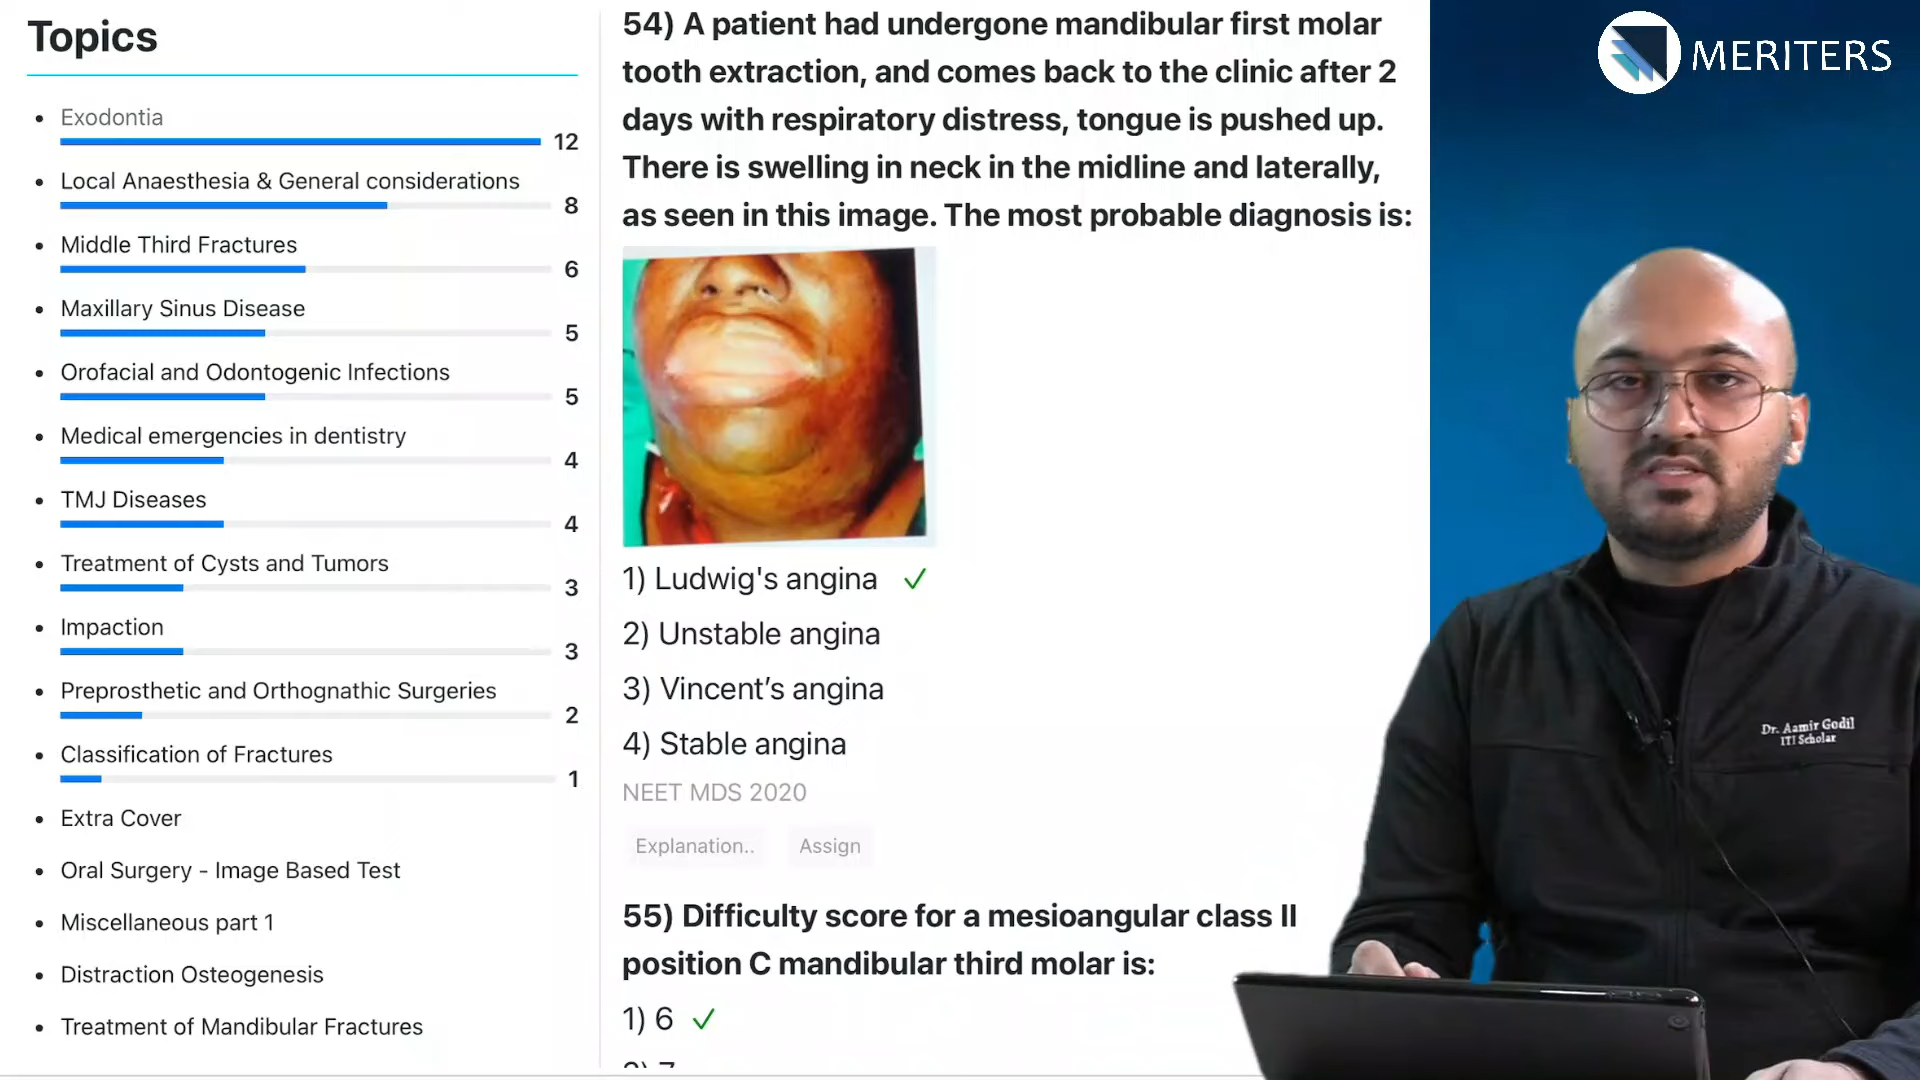 Topics
Exodontia
12
Local Anaesthesia & General considerations
8
Middle Third Fractures
6
Maxillary Sinus Disease
5
Orofacial and Odontogenic Infections
5
Medical emergencies in dentistry
4
TMJ Diseases
4
Treatment of Cysts and Tumors
3
Impaction
3
Preprosthetic and Orthognathic Surgeries
2
Classification of Fractures
1
Extra Cover
Oral Surgery - Image Based Test
Miscellaneous part 1
Distraction Osteogenesis
Treatment of Mandibular Fractures
54) A patient had undergone mandibular first molar
tooth extraction, and comes back to the clinic after 2
days with respiratory distress, tongue is pushed up.
There is swelling in neck in the midline and laterally,
as seen in this image. The most probable diagnosis is:
1) Ludwig's angina ✓
2) Unstable angina
3) Vincent’s angina
4) Stable angina
NEET MDS 2020
Explanation.. Assign
55) Difficulty score for a mesioangular class II
position C mandibular third molar is:
1) 6 ✓
MERITERS
Dr. Aamir Godil
ITI Scholar